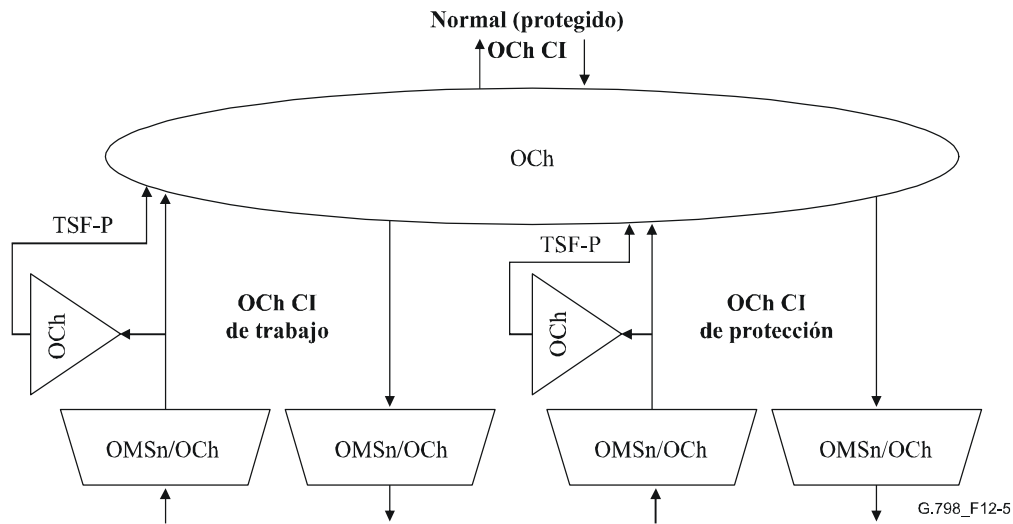 Normal (protegido)
OCh CI
OCh
TSF-P
TSF-P
OCh CI
de trabajo
OCh CI
de protección
OCh
OCh
OMSn/OCh
OMSn/OCh
OMSn/OCh
OMSn/OCh
G.798_F12-5